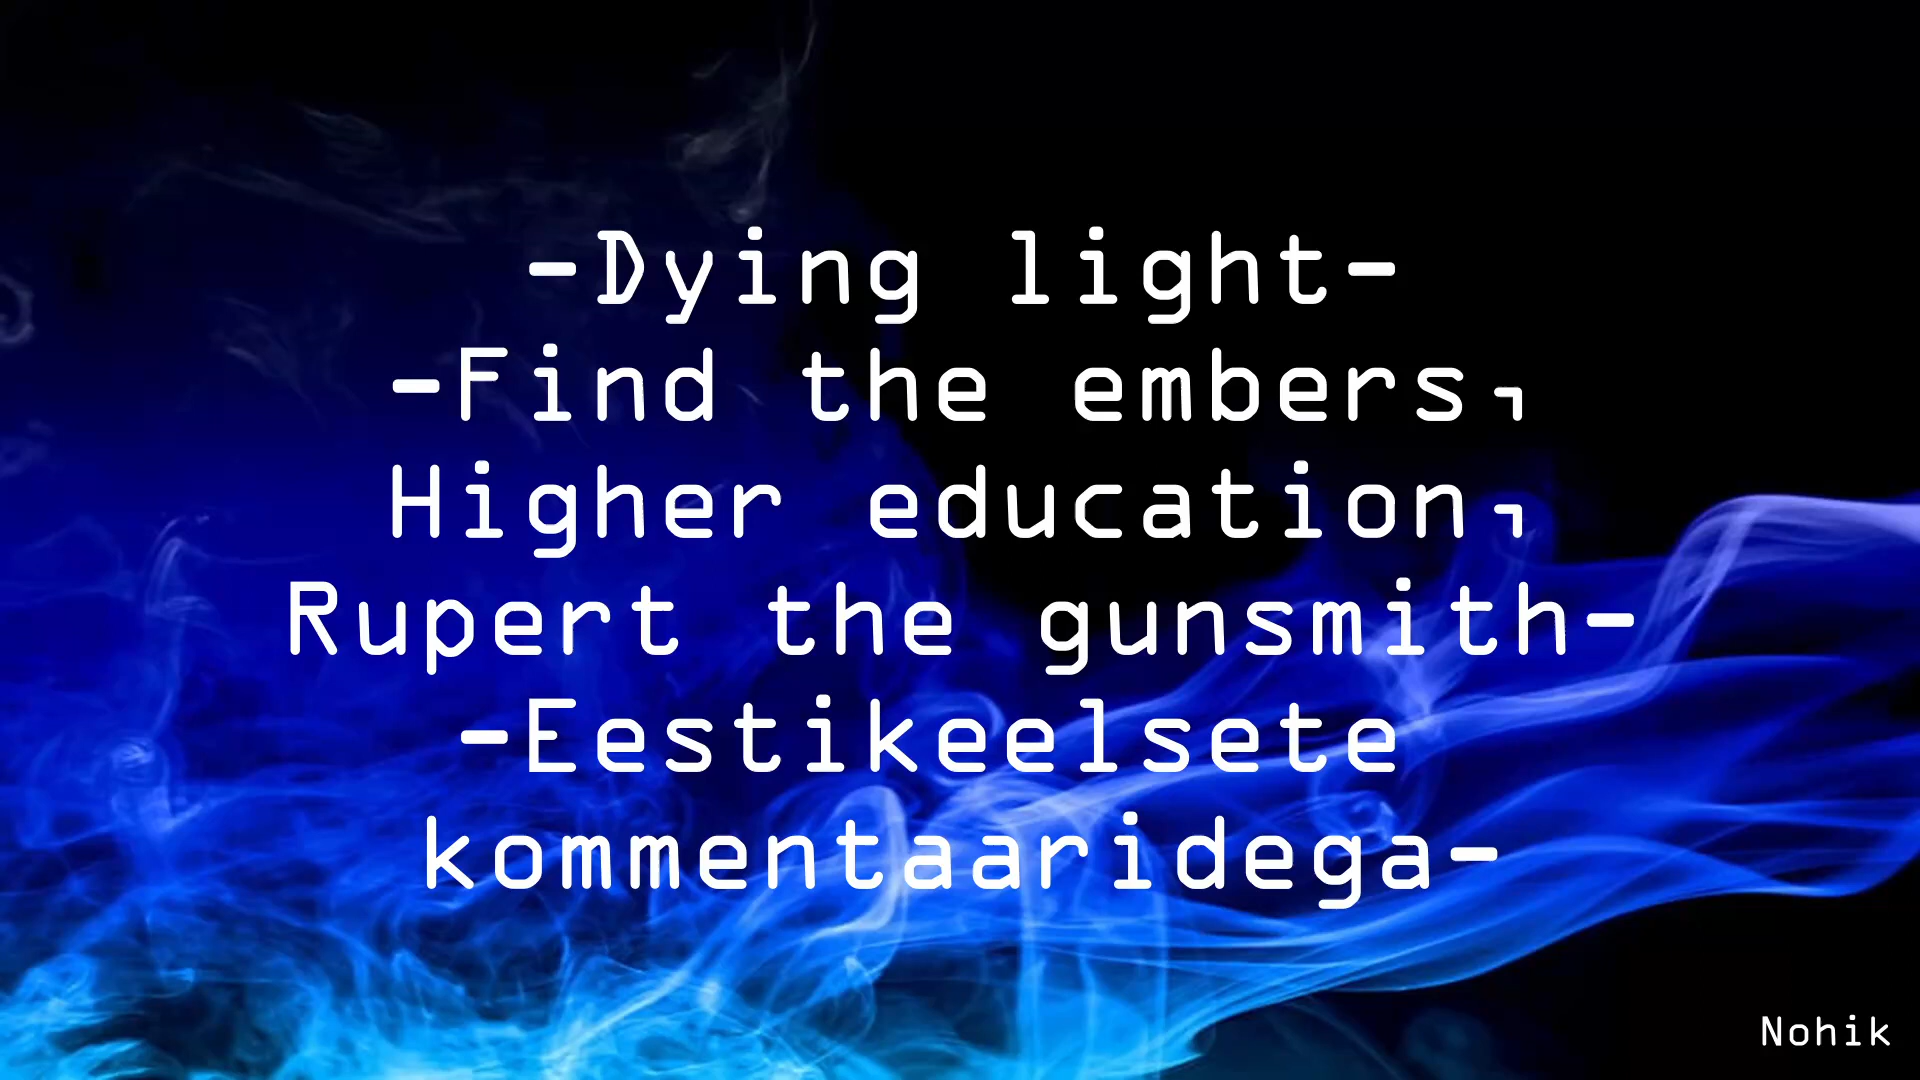 -Dying light-
-Find the embers,
Higher education,
Rupert the gunsmith-
-Eestikeelsete
kommentaaridega-
Nohik